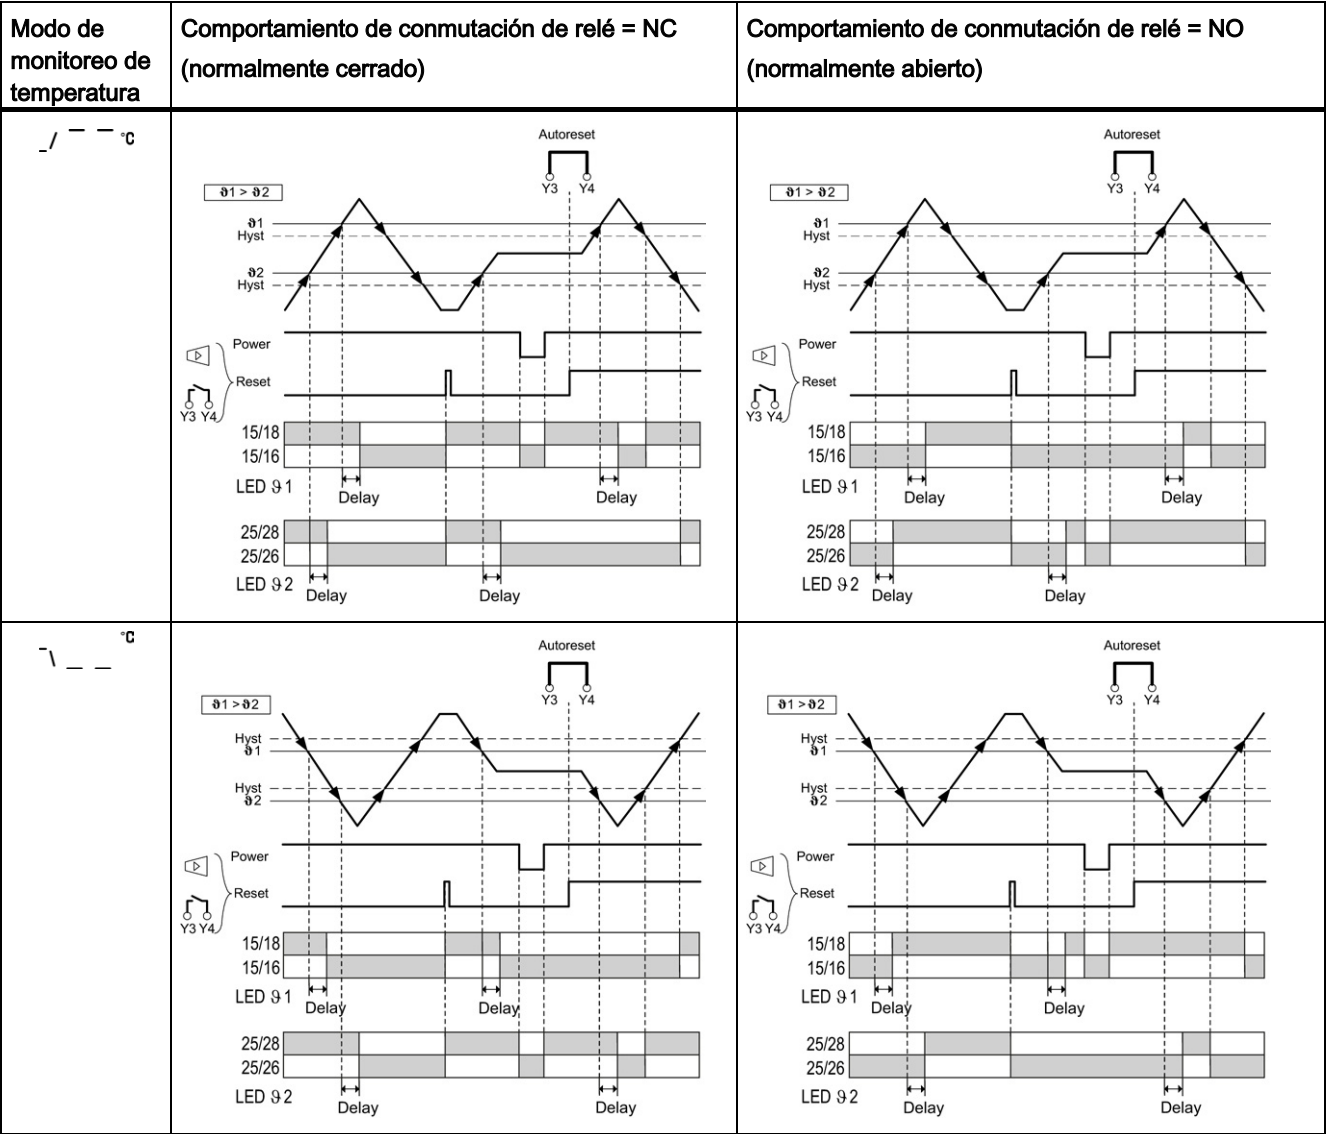 Modo de
monitoreo de
temperatura
Comportamiento de conmutación de relé = NC
(normalmente cerrado)
Comportamiento de conmutación de relé = NO
(normalmente abierto)
°C
Autoreset
Y3 Y4
ϑ1 > ϑ2
ϑ1
Hyst
ϑ2
Hyst
Power
Reset
Y3 Y4
15/18
15/16
LED ϑ1
Delay
Delay
25/28
25/26
LED ϑ2
Delay
Delay
Autoreset
Y3 Y4
ϑ1 > ϑ2
ϑ1
Hyst
ϑ2
Hyst
Power
Reset
Y3 Y4
15/18
15/16
LED ϑ1
Delay
Delay
25/28
25/26
LED ϑ2
Delay
Delay
°C
Autoreset
Y3 Y4
ϑ1 > ϑ2
Hyst
ϑ1
Hyst
ϑ2
Power
Reset
Y3 Y4
15/18
15/16
LED ϑ1
Delay
Delay
25/28
25/26
LED ϑ2
Delay
Delay
Autoreset
Y3 Y4
ϑ1 > ϑ2
Hyst
ϑ1
Hyst
ϑ2
Power
Reset
Y3 Y4
15/18
15/16
LED ϑ1
Delay
Delay
25/28
25/26
LED ϑ2
Delay
Delay